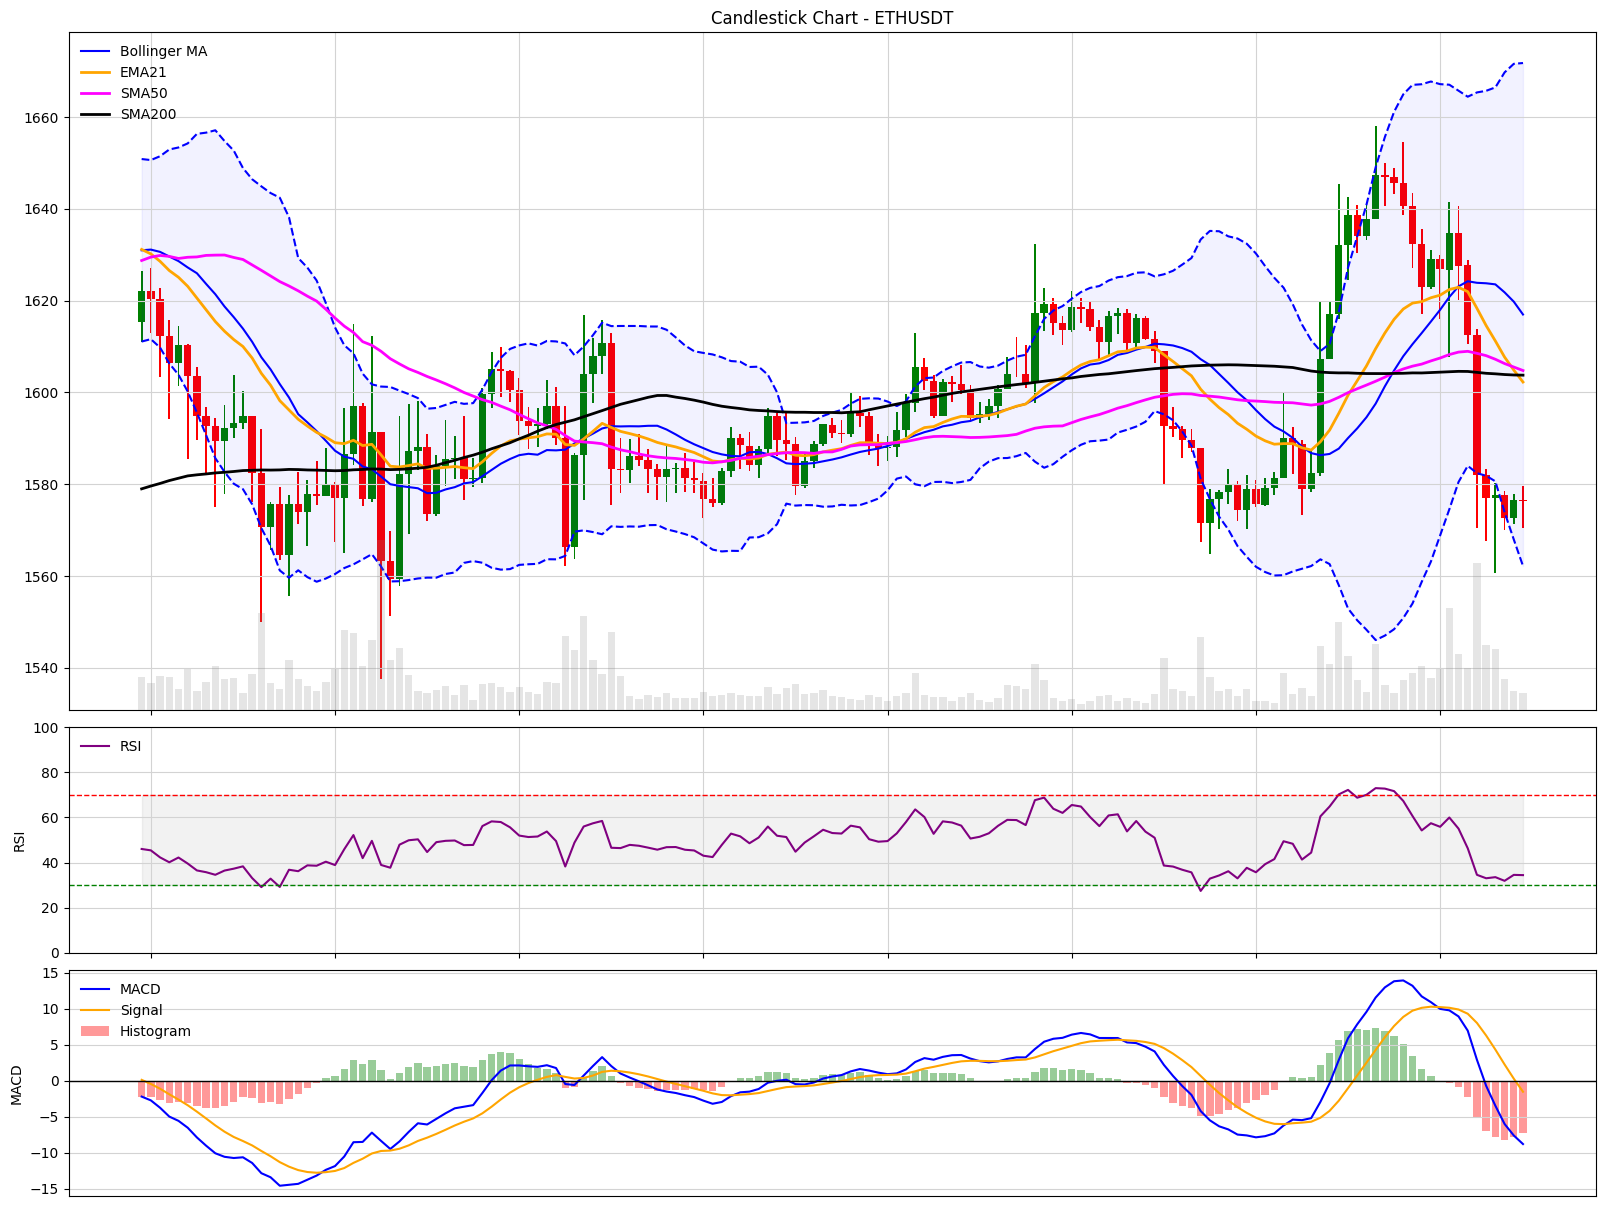 Candlestick Chart - ETHUSDT
Bollinger MA
EMA21
SMA50
SMA200
1660
1640
1620
1600
1580
1560
1540
100
80
60
40
20
0
RSI
RSI
15
10
5
0
−5
−10
−15
MACD
MACD
Signal
Histogram